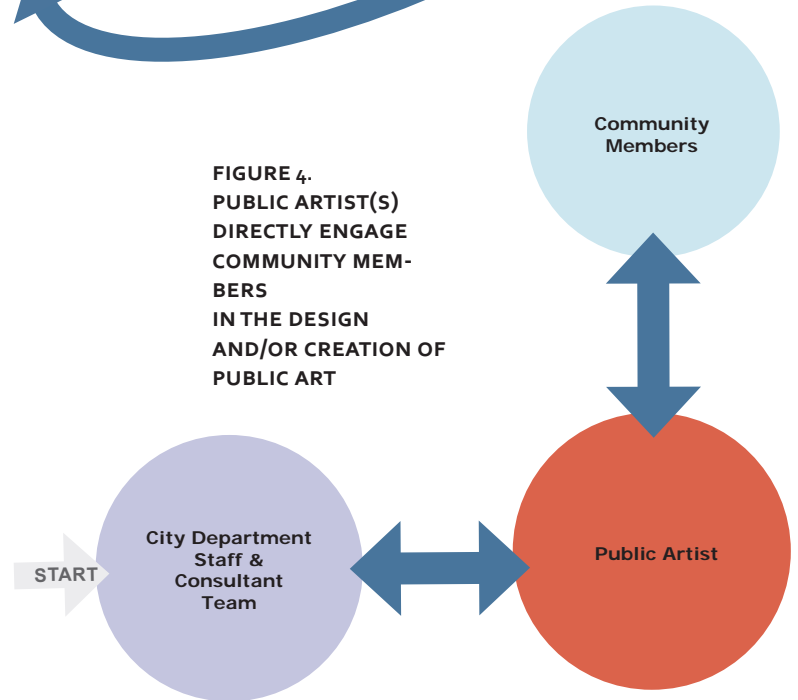 Community
Members
FIGURE 4.
PUBLIC ARTIST(S)
DIRECTLY ENGAGE
COMMUNITY MEM-
BERS
IN THE DESIGN
AND/OR CREATION OF
PUBLIC ART
START
City Department
Staff &
Consultant
Team
Public Artist